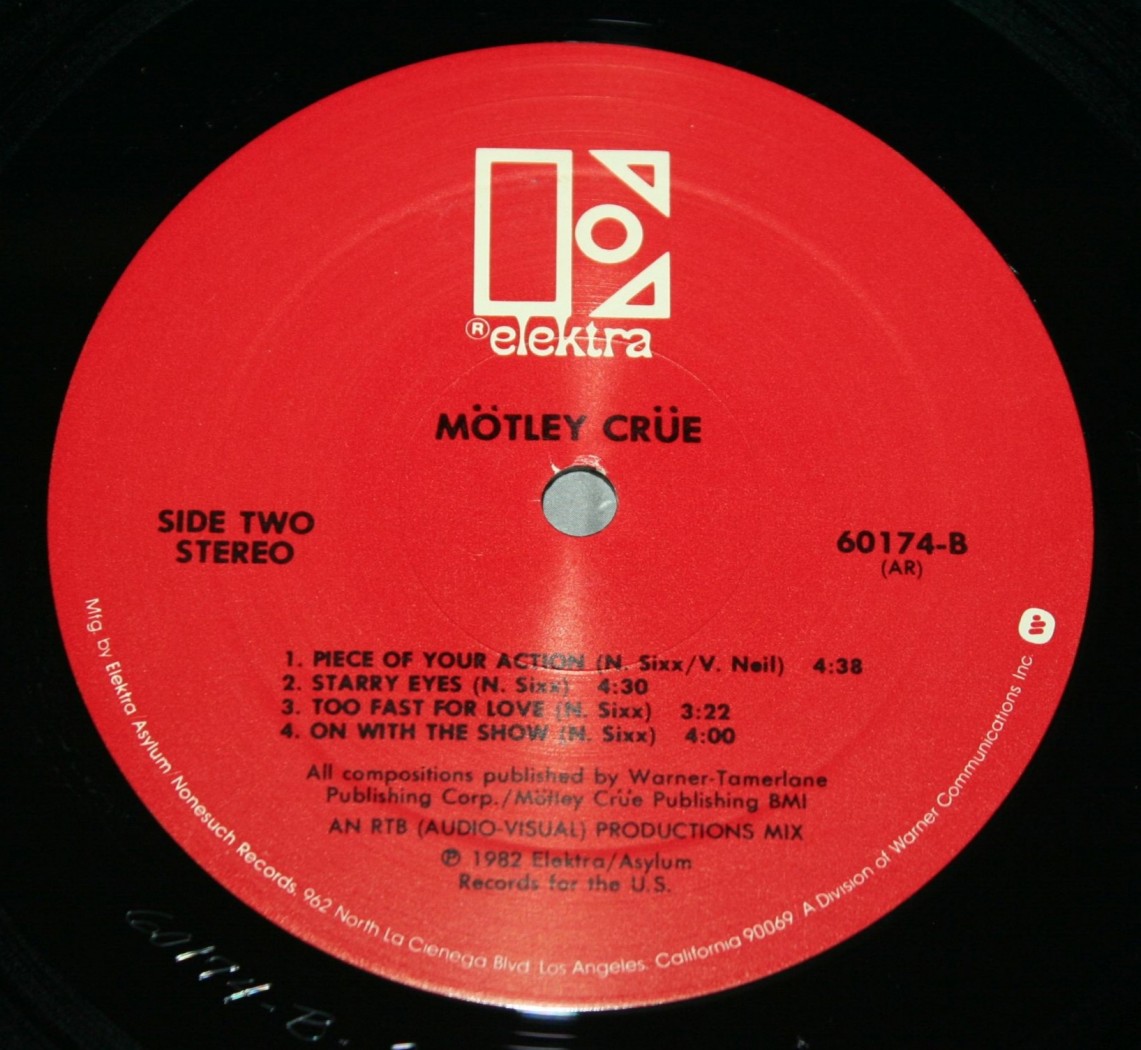 ® elektra
MÖTLEY CRÜE
SIDE TWO
STEREO
60174-B
(AR)
1. PIECE OF YOUR ACTION (N. Sixx/V. Neil) 4:38
2. STARRY EYES (N. Sixx) 4:30
3. TOO FAST FOR LOVE (N. Sixx) 3:22
4. ON WITH THE SHOW (N. Sixx) 4:00
All compositions published by Warner-Tamerlane
Publishing Corp./Mötley Crüe Publishing BMI
AN RTB (AUDIO-VISUAL) PRODUCTIONS MIX
℗ 1982 Elektra/Asylum
Records for the U.S.
Mfg. by Elektra Asylum Nonesuch Records, 962 North La Cienega Blvd. Los Angeles. California 90069 A Division of Warner Communications Inc.
60174-B